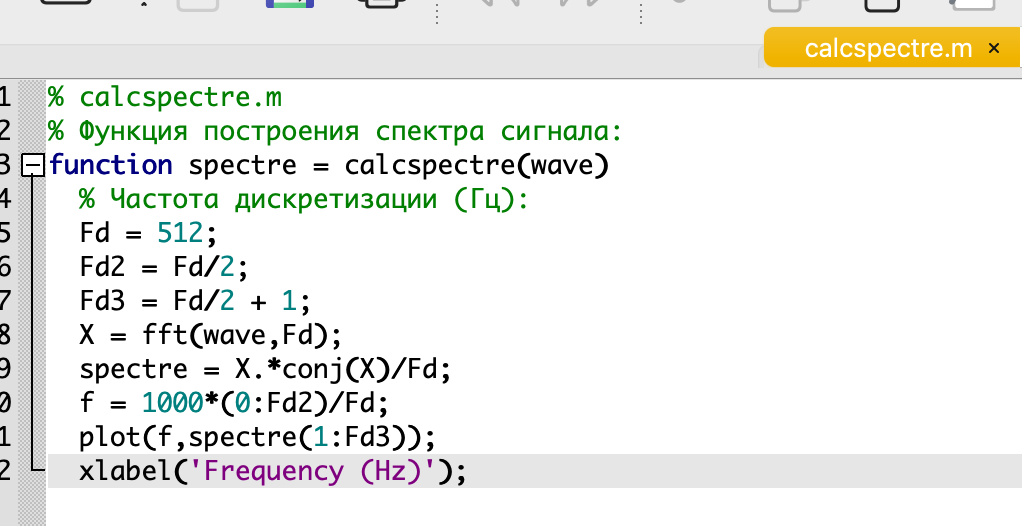 calcspectre.m ×
1 % calcspectre.m
2 % Функция построения спектра сигнала:
3 function spectre = calcspectre(wave)
4   % Частота дискретизации (Гц):
5   Fd = 512;
6   Fd2 = Fd/2;
7   Fd3 = Fd/2 + 1;
8   X = fft(wave,Fd);
9   spectre = X.*conj(X)/Fd;
0   f = 1000*(0:Fd2)/Fd;
1   plot(f,spectre(1:Fd3));
2   xlabel('Frequency (Hz)');